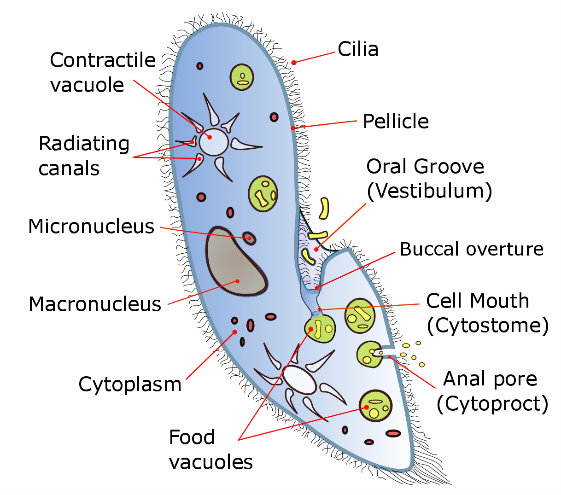 Cilia
Contractile
vacuole
Pellicle
Radiating
canals
Oral Groove
(Vestibulum)
Micronucleus
Buccal overture
Macronucleus
Cell Mouth
(Cytostome)
Cytoplasm
Anal pore
(Cytoproct)
Food
vacuoles